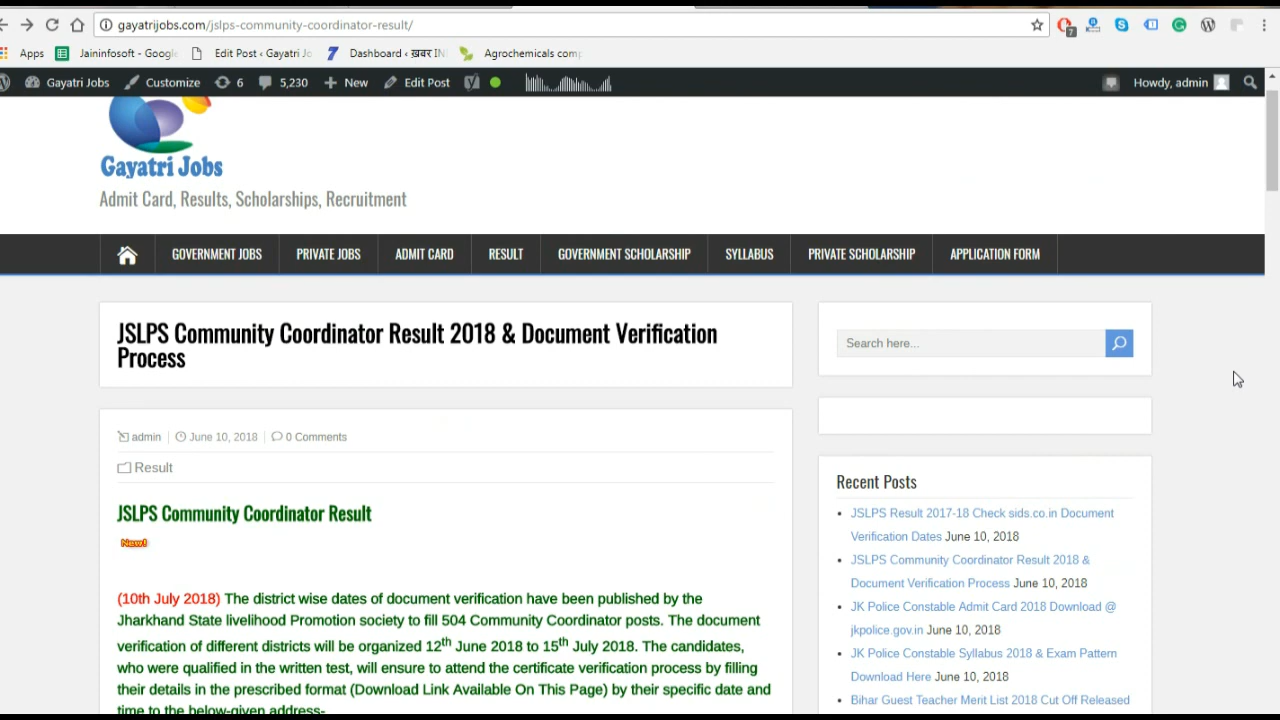 gayatrijobs.com/jslps-community-coordinator-result/
7
Apps Jaininfosoft - Google Edit Post ‹ Gayatri Jo Dashboard ‹ ख़बर IN Agrochemicals com
Gayatri Jobs Customize 6 5,230 New Edit Post Howdy, admin
Gayatri Jobs
Admit Card, Results, Scholarships, Recruitment
GOVERNMENT JOBS PRIVATE JOBS ADMIT CARD RESULT GOVERNMENT SCHOLARSHIP SYLLABUS PRIVATE SCHOLARSHIP APPLICATION FORM
JSLPS Community Coordinator Result 2018 & Document Verification
Process
admin June 10, 2018 0 Comments
Result
JSLPS Community Coordinator Result
New!
(10th July 2018) The district wise dates of document verification have been published by the
Jharkhand State livelihood Promotion society to fill 504 Community Coordinator posts. The document
verification of different districts will be organized 12th June 2018 to 15th July 2018. The candidates,
who were qualified in the written test, will ensure to attend the certificate verification process by filling
their details in the prescribed format (Download Link Available On This Page) by their specific date and
time to the below-given address-
Search here...
Recent Posts
JSLPS Result 2017-18 Check sids.co.in Document
Verification Dates June 10, 2018
JSLPS Community Coordinator Result 2018 &
Document Verification Process June 10, 2018
JK Police Constable Admit Card 2018 Download @
jkpolice.gov.in June 10, 2018
JK Police Constable Syllabus 2018 & Exam Pattern
Download Here June 10, 2018
Bihar Guest Teacher Merit List 2018 Cut Off Released